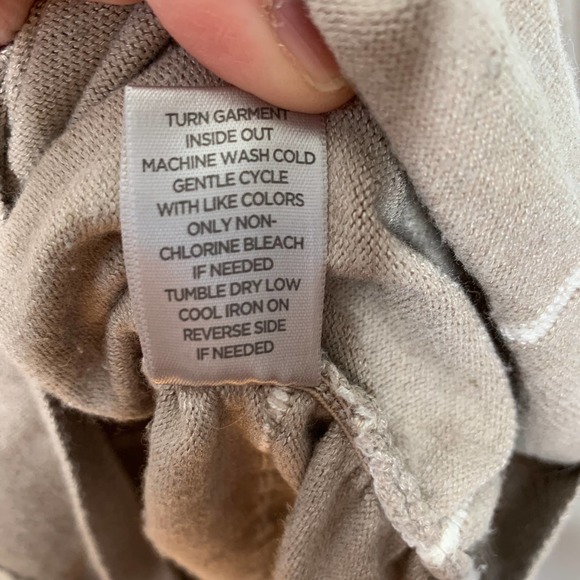 TURN GARMENT
INSIDE OUT
MACHINE WASH COLD
GENTLE CYCLE
WITH LIKE COLORS
ONLY NON-
CHLORINE BLEACH
IF NEEDED
TUMBLE DRY LOW
COOL IRON ON
REVERSE SIDE
IF NEEDED